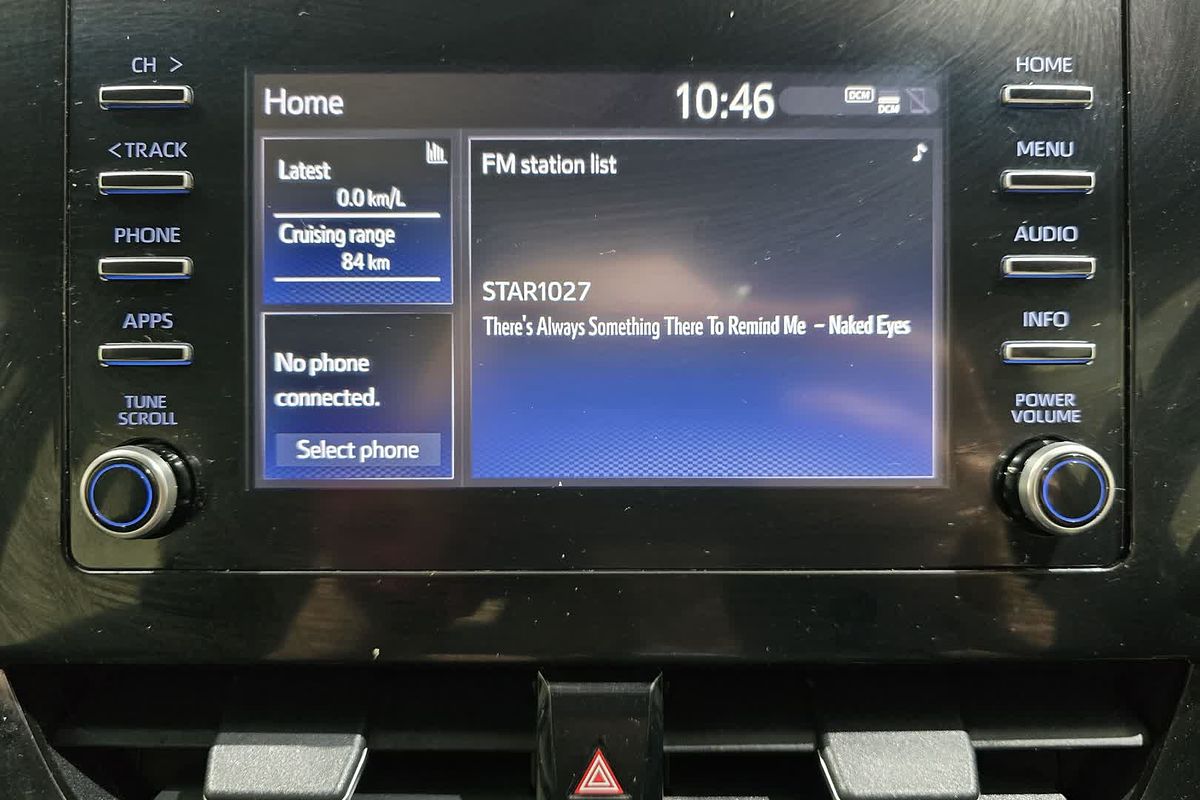 CH >
<TRACK
PHONE
APPS
TUNE
SCROLL
Home
10:46
DCM
DCM
Latest
0.0 km/L
Cruising range
84 km
No phone
connected.
Select phone
FM station list
STAR1027
There's Always Something There To Remind Me – Naked Eyes
HOME
MENU
AUDIO
INFO
POWER
VOLUME